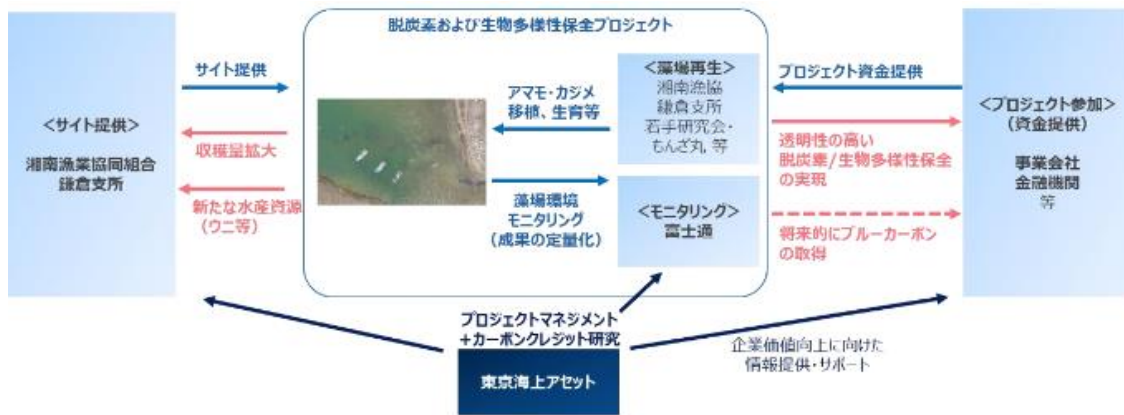 脱炭素および生物多様性保全プロジェクト
<サイト提供>
湘南漁業協同組合
鎌倉支所
サイト提供
収穫量拡大
新たな水産資源
(ウニ等)
アマモ・カジメ
移植、生育等
藻場環境
モニタリング
(成果の定量化)
<藻場再生>
湘南漁協
鎌倉支所
若手研究会・
もんざ丸 等
<モニタリング>
富士通
プロジェクト資金提供
透明性の高い
脱炭素/生物多様性保全
の実現
将来的にブルーカーボン
の取得
<プロジェクト参加>
(資金提供)
事業会社
金融機関
等
プロジェクトマネジメント
+カーボンクレジット研究
東京海上アセット
企業価値向上に向けた
情報提供・サポート